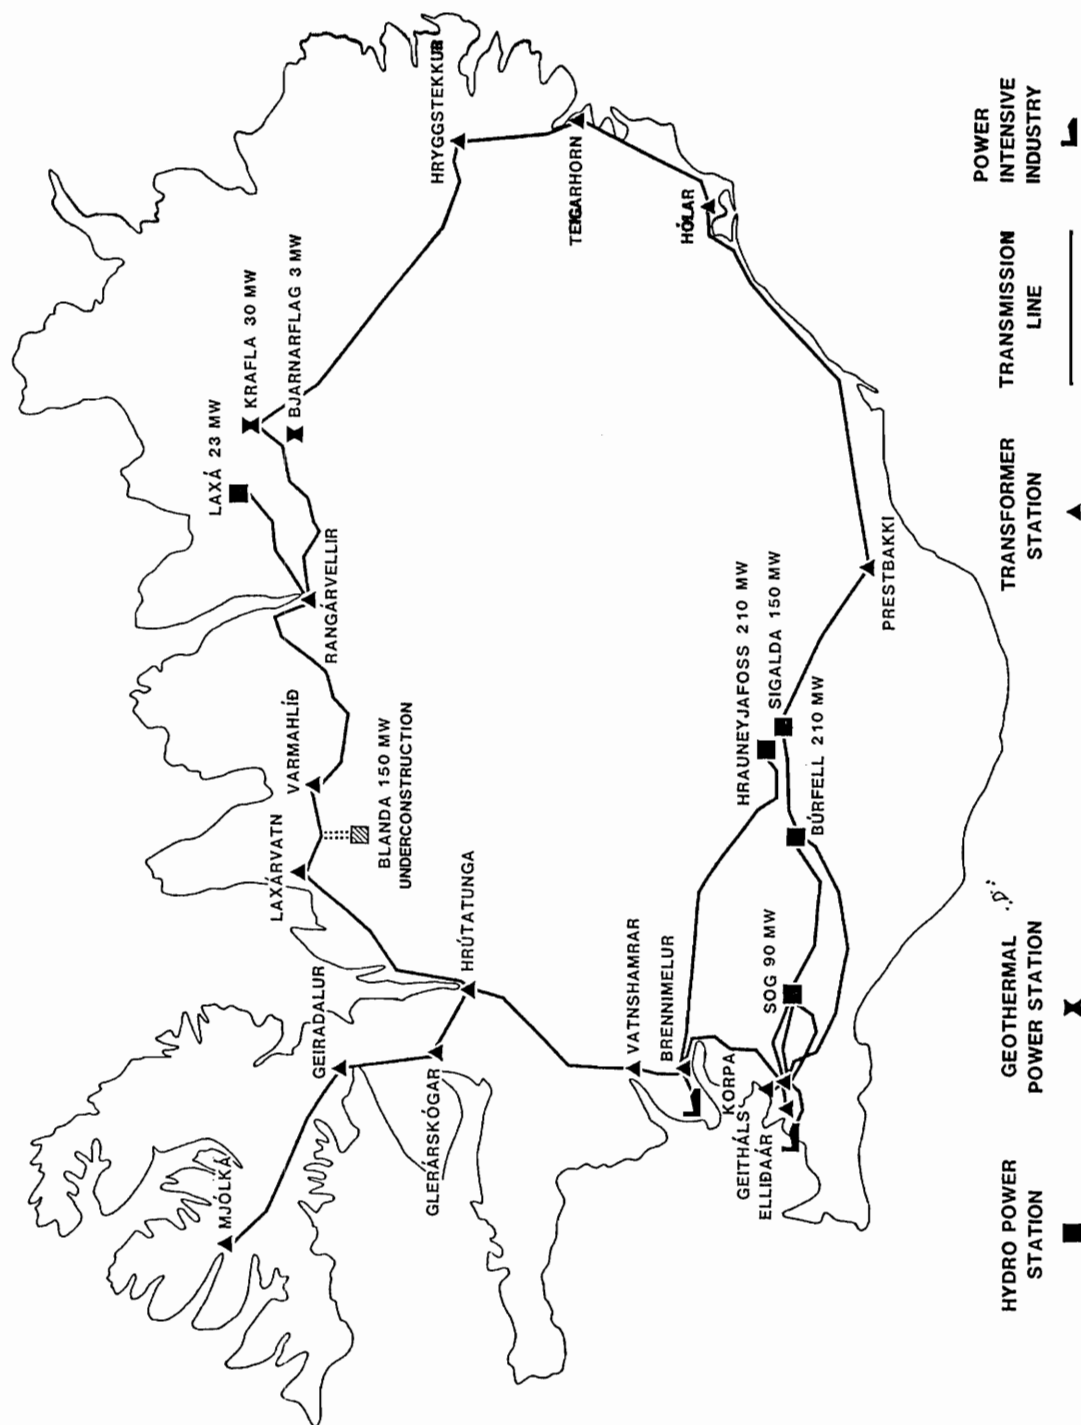 MJÓLKÁ
GEIRADALUR
GLERÁRSKÓGAR
HRÚTATUNGA
LAXÁRVATN
BLANDA 150 MW
UNDERCONSTRUCTION
VARMAHLÍÐ
RANGÁRVELLIR
LAXÁ 23 MW
KRAFLA 30 MW
BJARNARFLAG 3 MW
HRYGGSTEKKUR
TEIGARHORN
HÓLAR
PRESTBAKKI
SIGALDA 150 MW
HRAUNEYJAFOSS 210 MW
BÚRFELL 210 MW
SOG 90 MW
VATNSHAMRAR
BRENNIMELUR
KORPA
GEITHÁLS
ELLIÐAÁR
HYDRO POWER
STATION
GEOTHERMAL
POWER STATION
TRANSFORMER
STATION
TRANSMISSION
LINE
POWER
INTENSIVE
INDUSTRY